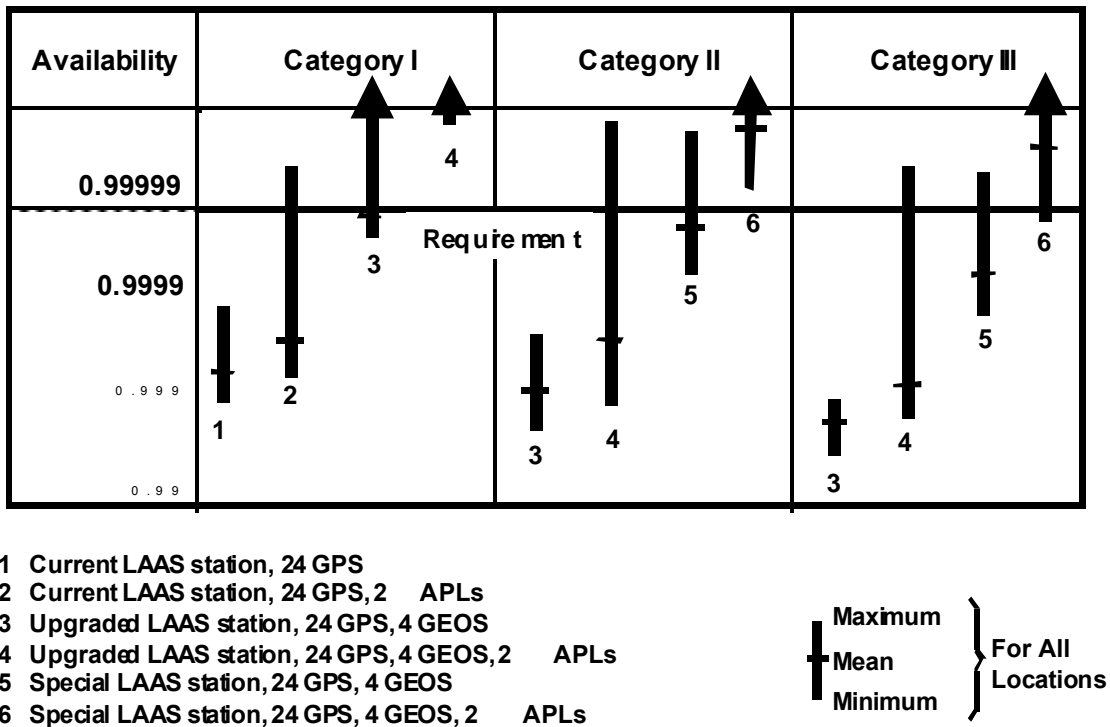 Availability Category I Category II Category III
4
0.99999
6
Requirement
3 6
0.9999 5
5
0.999
2
1 4 4
3
3
0.99
1 Current LAAS station, 24 GPS
2 Current LAAS station, 24 GPS, 2 APLs
3 Upgraded LAAS station, 24 GPS, 4 GEOS
4 Upgraded LAAS station, 24 GPS, 4 GEOS, 2 APLs
5 Special LAAS station, 24 GPS, 4 GEOS
6 Special LAAS station, 24 GPS, 4 GEOS, 2 APLs
Maximum
Mean
Minimum
For All
Locations